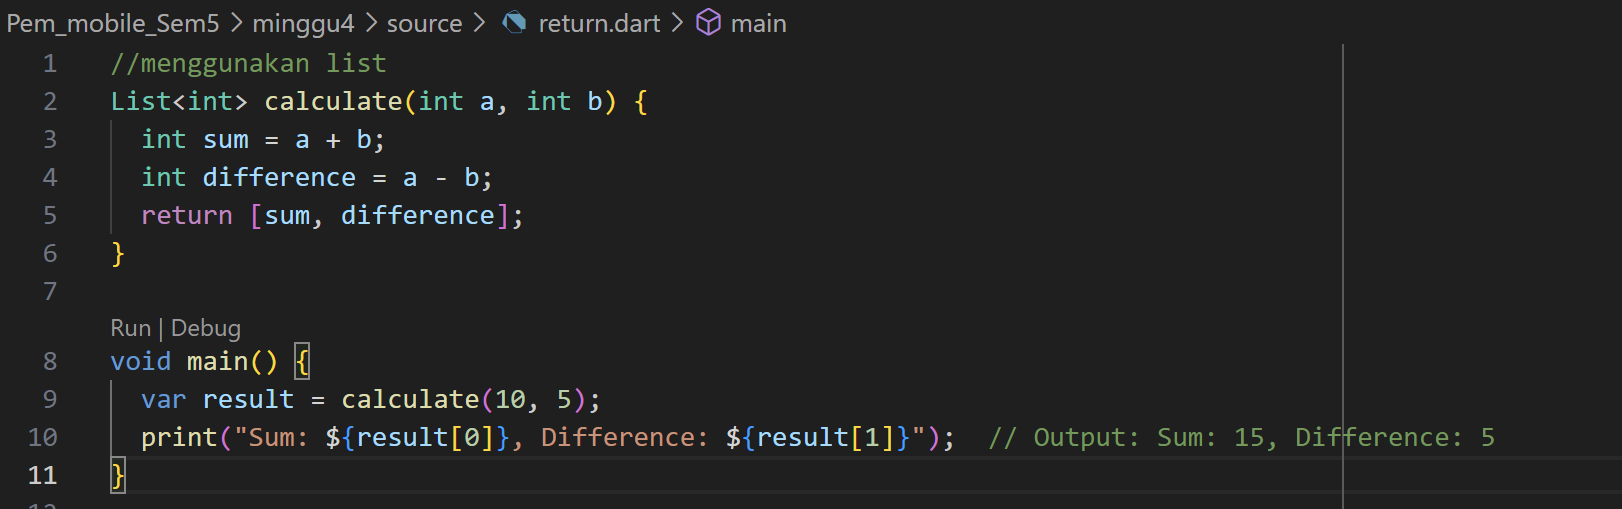 Pem_mobile_Sem5 > minggu4 > source > return.dart > main
1 //menggunakan list
2 List<int> calculate(int a, int b) {
3   int sum = a + b;
4   int difference = a - b;
5   return [sum, difference];
6 }
7
Run | Debug
8 void main() {
9   var result = calculate(10, 5);
10   print("Sum: ${result[0]}, Difference: ${result[1]}");  // Output: Sum: 15, Difference: 5
11 }